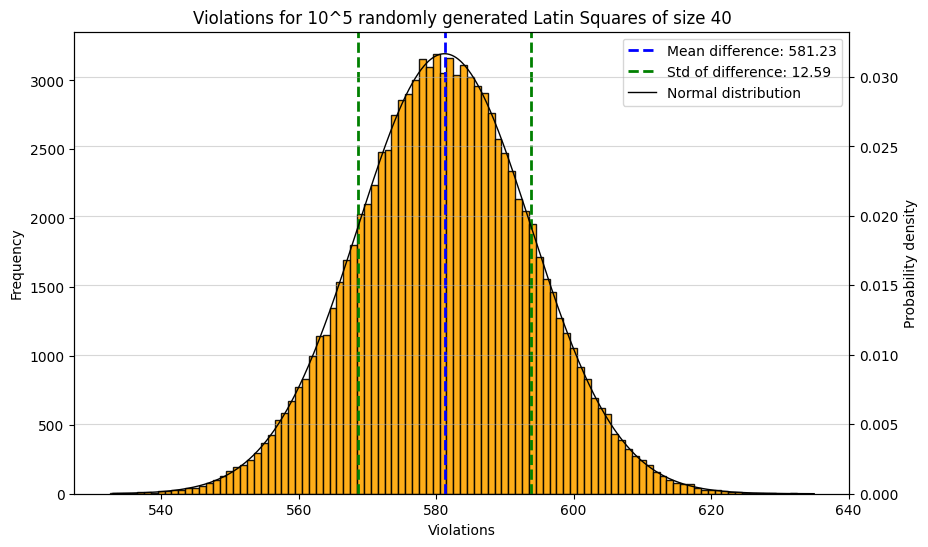 Violations for 10^5 randomly generated Latin Squares of size 40
Mean difference: 581.23
Std of difference: 12.59
Normal distribution
Frequency
3000
2500
2000
1500
1000
500
0
0.030
0.025
0.020
0.015
0.010
0.005
0.000
Probability density
540 560 580 600 620 640
Violations